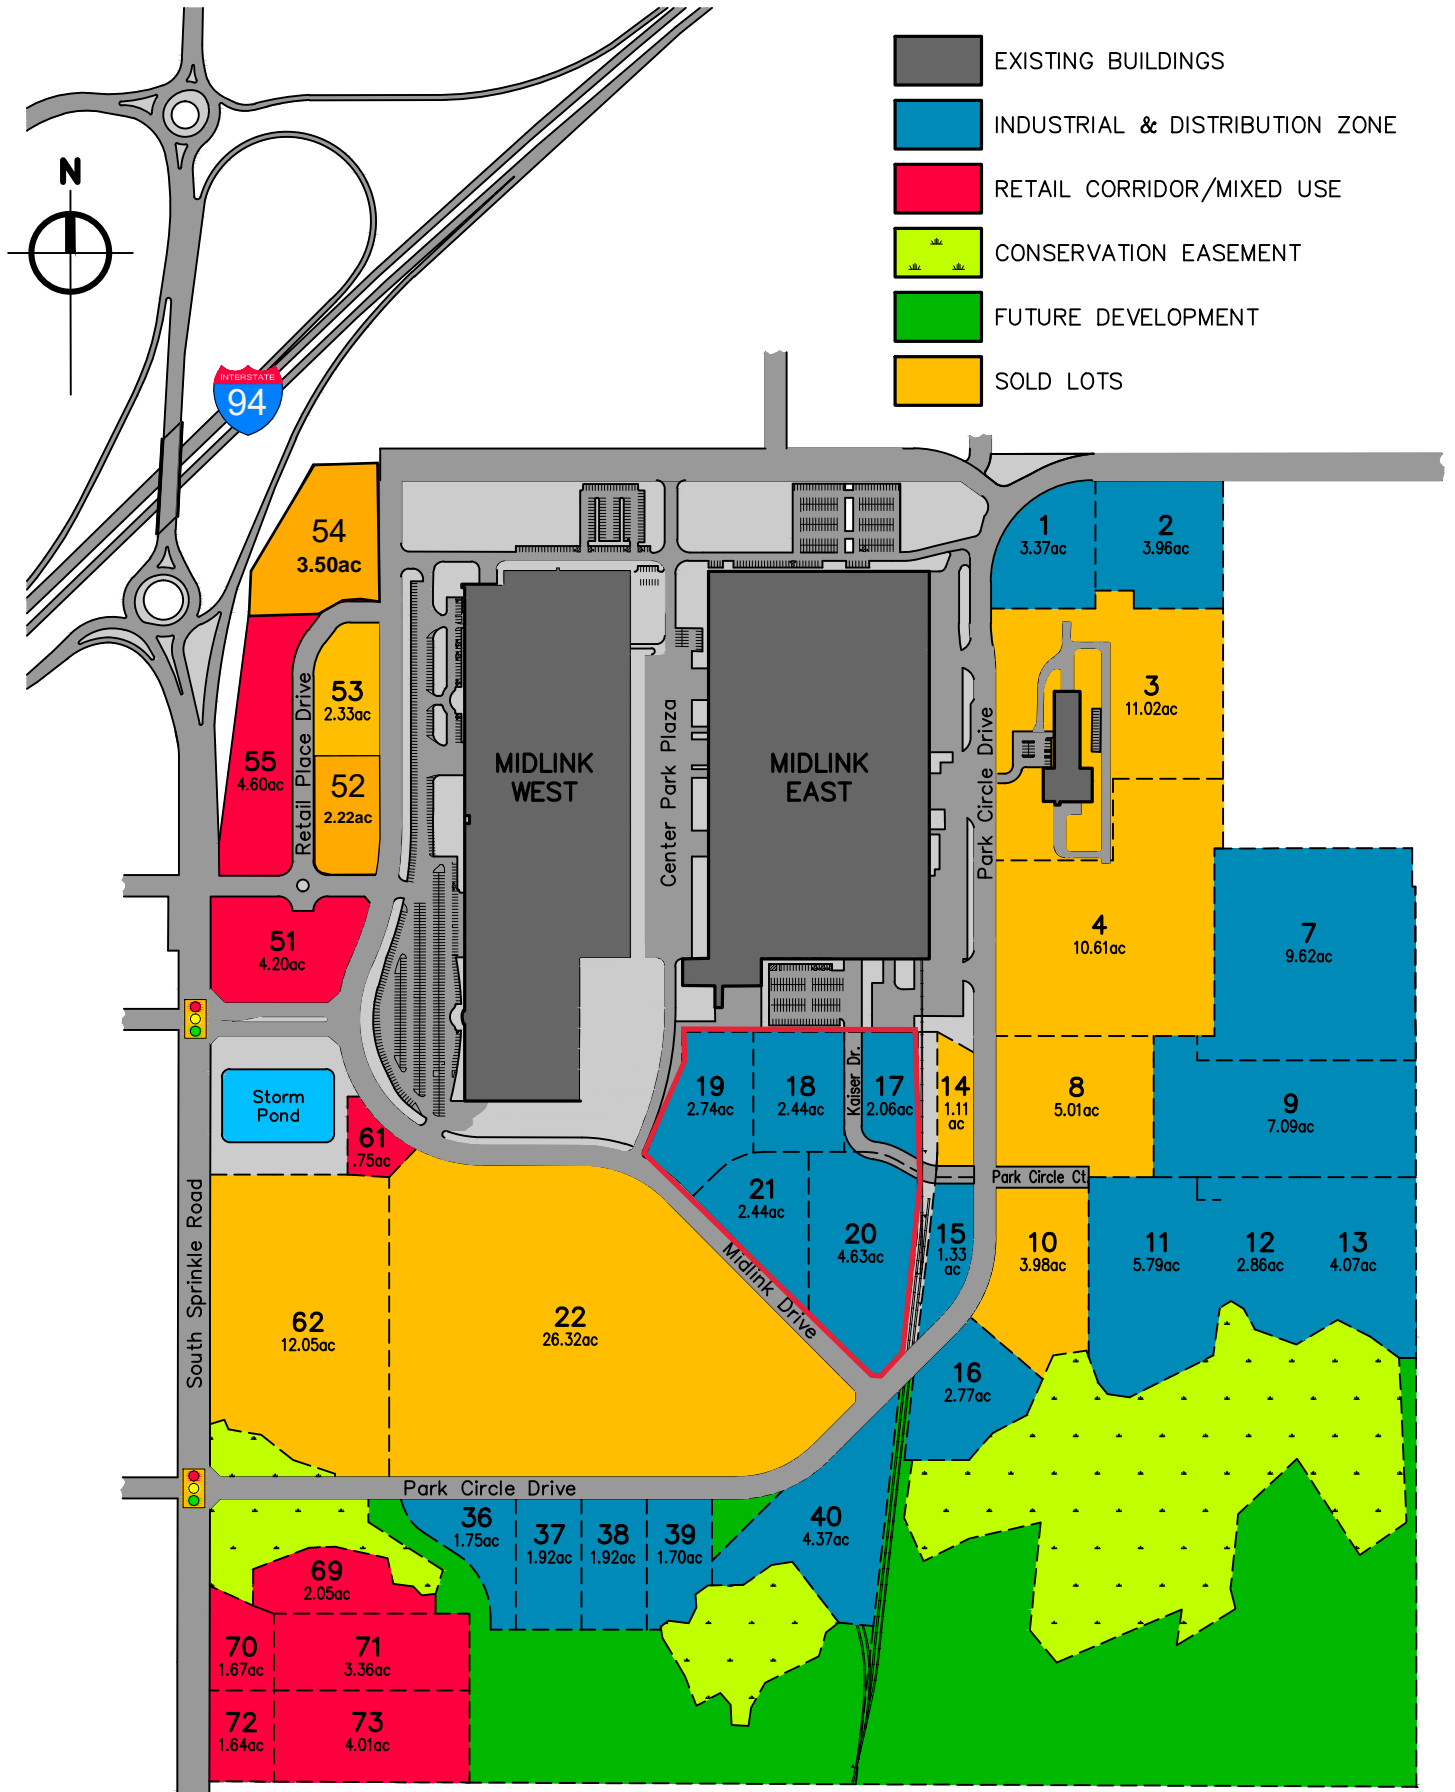 EXISTING BUILDINGS
INDUSTRIAL & DISTRIBUTION ZONE
RETAIL CORRIDOR/MIXED USE
CONSERVATION EASEMENT
FUTURE DEVELOPMENT
SOLD LOTS
N
INTERSTATE
94
54
3.50ac
1
3.37ac
2
3.96ac
3
11.02ac
53
2.33ac
55
4.60ac
52
2.22ac
Retail Place Drive
MIDLINK
WEST
Center Park Plaza
MIDLINK
EAST
Park Circle Drive
4
10.61ac
7
9.62ac
51
4.20ac
Storm
Pond
61
.75ac
19
2.74ac
18
2.44ac
Kaiser Dr.
17
2.06ac
14
1.11
ac
8
5.01ac
9
7.09ac
Park Circle Ct
21
2.44ac
20
4.63ac
15
1.33
ac
10
3.98ac
11
5.79ac
12
2.86ac
13
4.07ac
South Sprinkle Road
62
12.05ac
22
26.32ac
Midlink Drive
16
2.77ac
Park Circle Drive
36
1.75ac
37
1.92ac
38
1.92ac
39
1.70ac
40
4.37ac
69
2.05ac
70
1.67ac
71
3.36ac
72
1.64ac
73
4.01ac